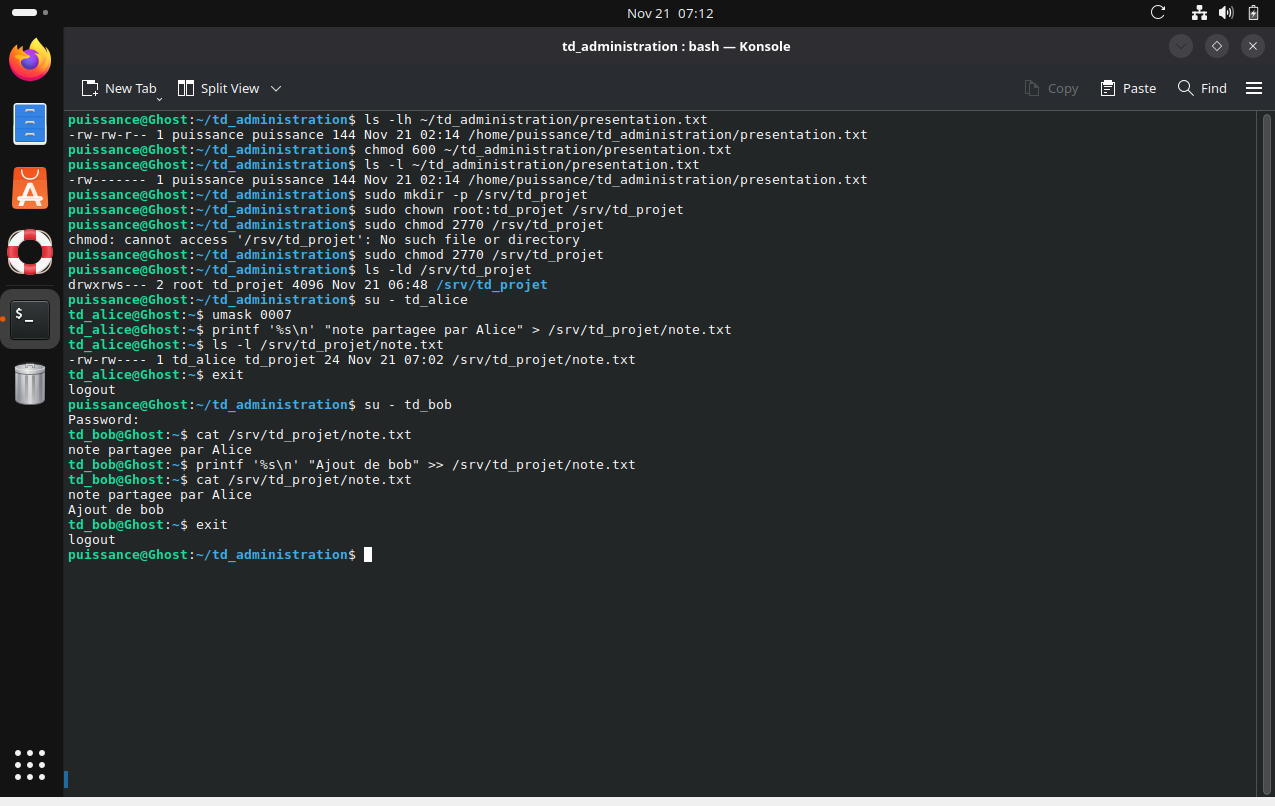 Nov 21 07:12
td_administration : bash — Konsole
New Tab
Split View
Copy
Paste
Find
puissance@Ghost:~/td_administration$ ls -lh ~/td_administration/presentation.txt
-rw-rw-r-- 1 puissance puissance 144 Nov 21 02:14 /home/puissance/td_administration/presentation.txt
puissance@Ghost:~/td_administration$ chmod 600 ~/td_administration/presentation.txt
puissance@Ghost:~/td_administration$ ls -l ~/td_administration/presentation.txt
-rw------- 1 puissance puissance 144 Nov 21 02:14 /home/puissance/td_administration/presentation.txt
puissance@Ghost:~/td_administration$ sudo mkdir -p /srv/td_projet
puissance@Ghost:~/td_administration$ sudo chown root:td_projet /srv/td_projet
puissance@Ghost:~/td_administration$ sudo chmod 2770 /rsv/td_projet
chmod: cannot access '/rsv/td_projet': No such file or directory
puissance@Ghost:~/td_administration$ sudo chmod 2770 /srv/td_projet
puissance@Ghost:~/td_administration$ ls -ld /srv/td_projet
drwxrws--- 2 root td_projet 4096 Nov 21 06:48 /srv/td_projet
puissance@Ghost:~/td_administration$ su - td_alice
td_alice@Ghost:~$ umask 0007
td_alice@Ghost:~$ printf '%s\n' "note partagee par Alice" > /srv/td_projet/note.txt
td_alice@Ghost:~$ ls -l /srv/td_projet/note.txt
-rw-rw---- 1 td_alice td_projet 24 Nov 21 07:02 /srv/td_projet/note.txt
td_alice@Ghost:~$ exit
logout
puissance@Ghost:~/td_administration$ su - td_bob
Password:
td_bob@Ghost:~$ cat /srv/td_projet/note.txt
note partagee par Alice
td_bob@Ghost:~$ printf '%s\n' "Ajout de bob" >> /srv/td_projet/note.txt
td_bob@Ghost:~$ cat /srv/td_projet/note.txt
note partagee par Alice
Ajout de bob
td_bob@Ghost:~$ exit
logout
puissance@Ghost:~/td_administration$